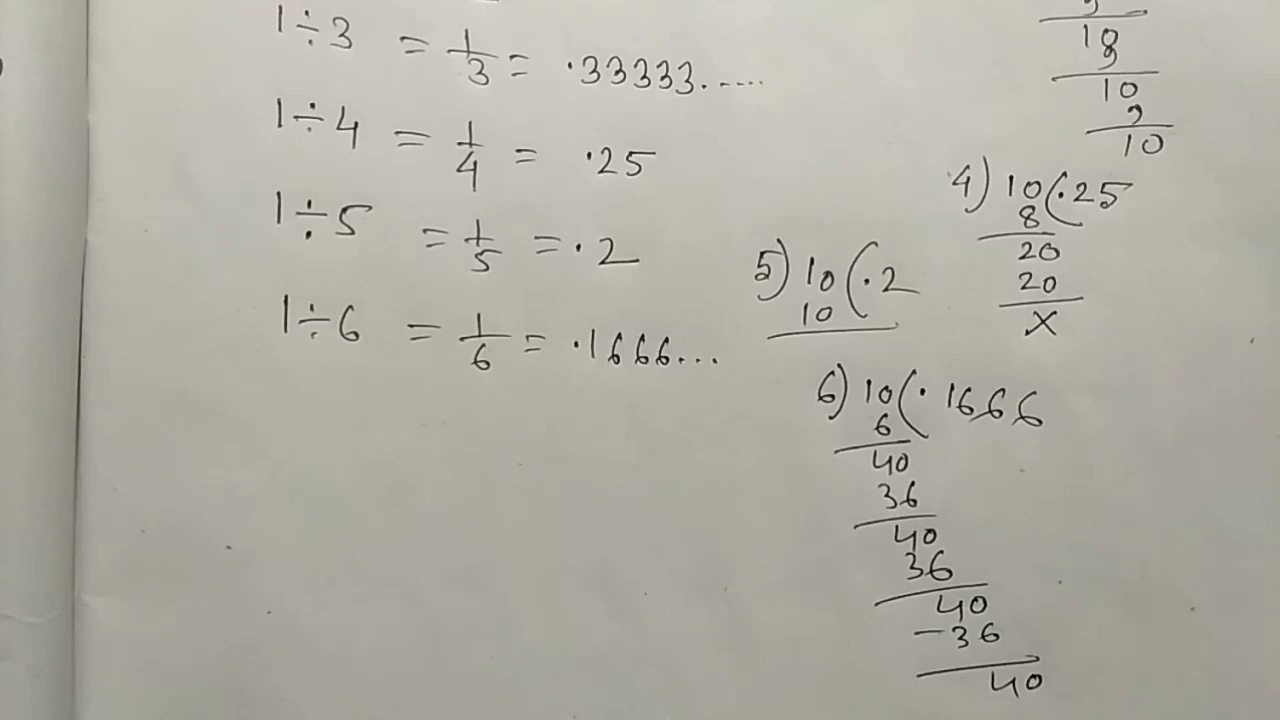 1÷3 = 1/3 = .33333.....
1÷4 = 1/4 = .25
1÷5 = 1/5 = .2
1÷6 = 1/6 = .1666...
18
9
10
9
10
4) 10 (.25
8
20
20
x
5) 10 (.2
10
6) 10 (.1666
6
40
36
40
36
40
-36
40